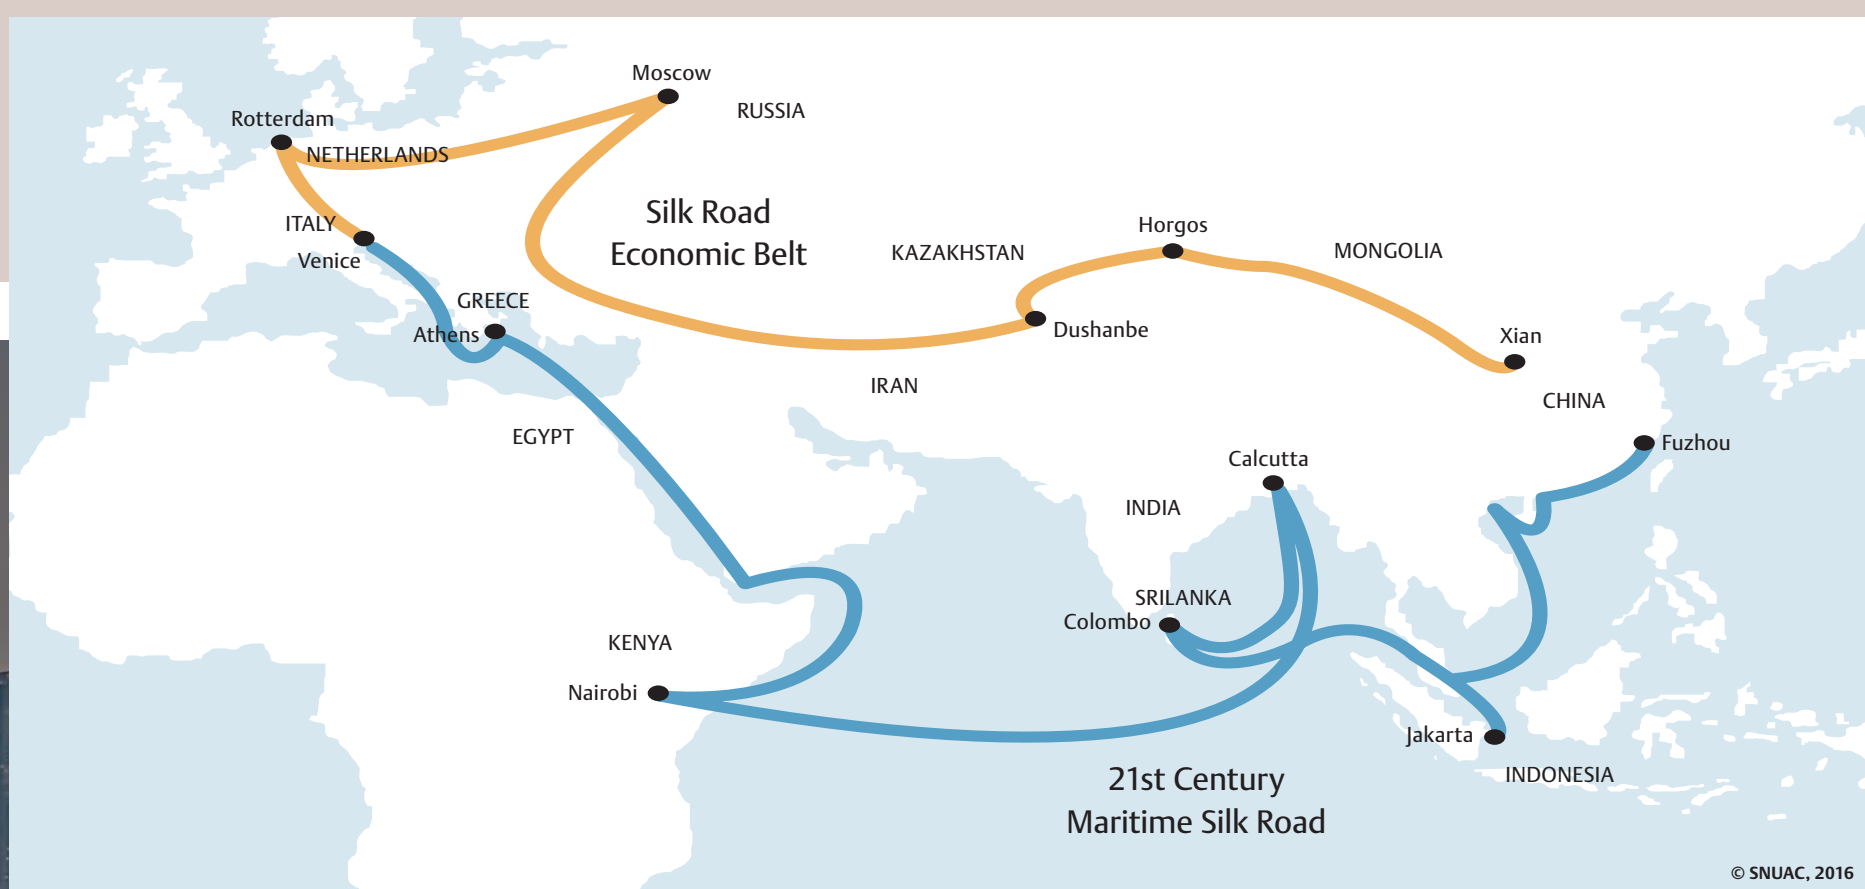 Moscow
RUSSIA
Rotterdam
NETHERLANDS
Silk Road
Economic Belt
ITALY
Venice
Horgos
KAZAKHSTAN
MONGOLIA
GREECE
Athens
Dushanbe
Xian
IRAN
CHINA
EGYPT
Fuzhou
Calcutta
INDIA
SRILANKA
Colombo
KENYA
Nairobi
Jakarta
INDONESIA
21st Century
Maritime Silk Road
© SNUAC, 2016